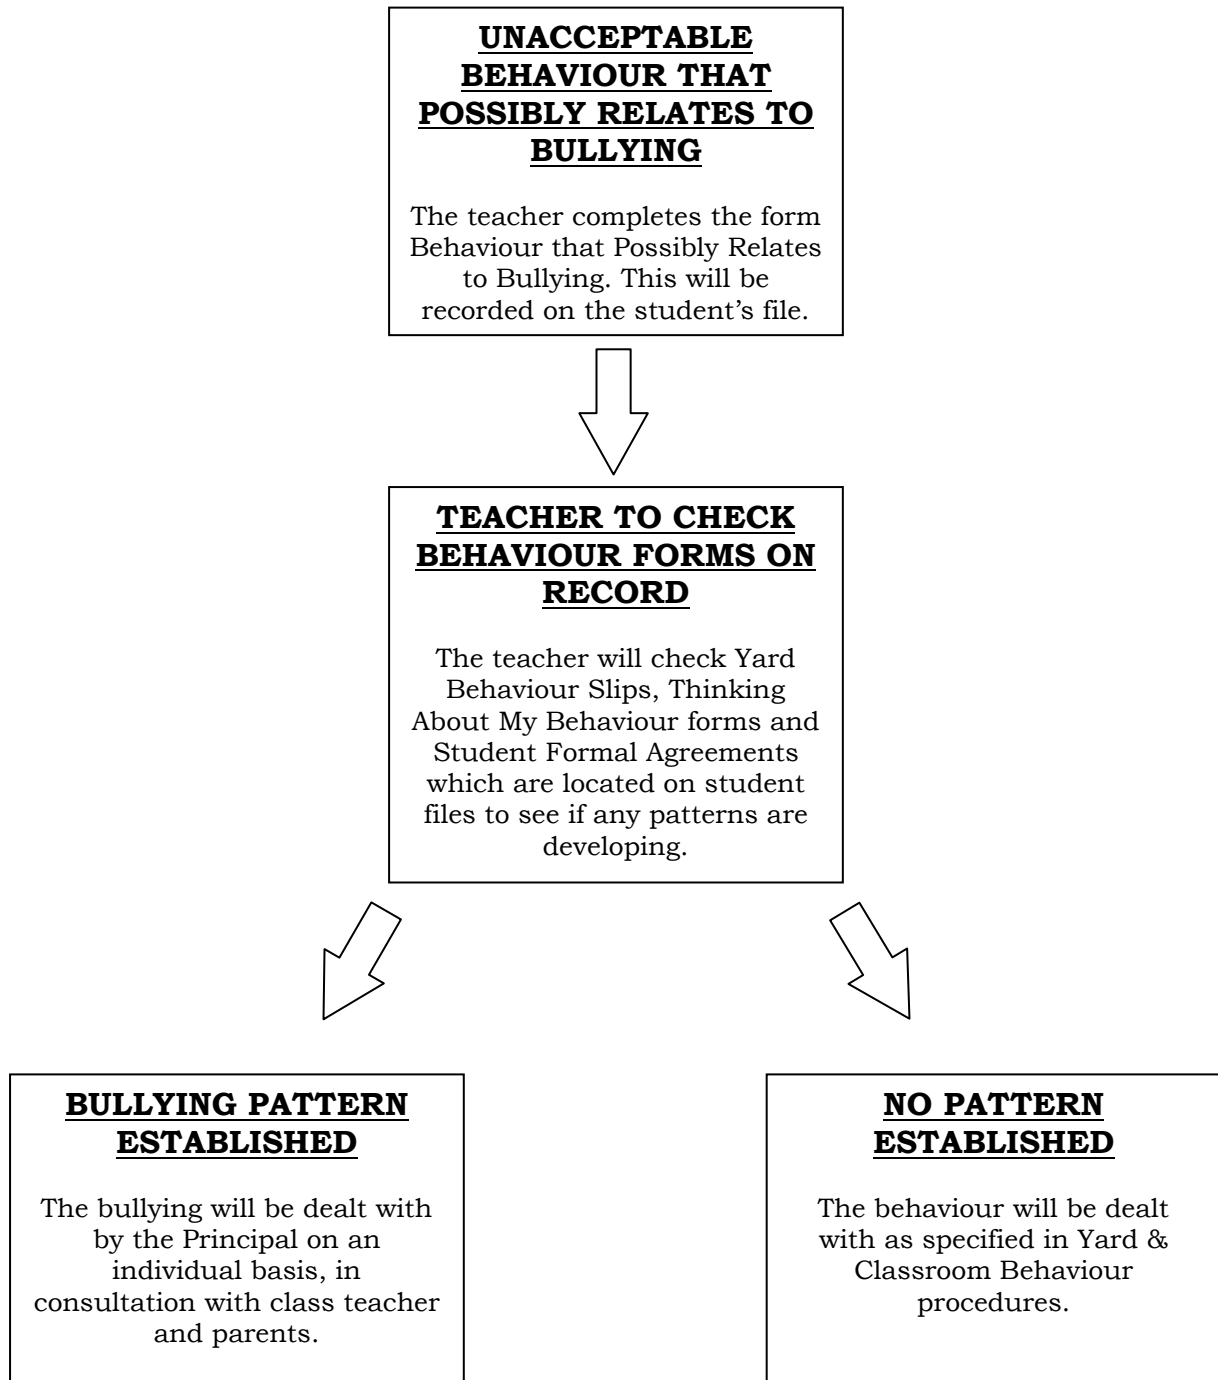 UNACCEPTABLE
BEHAVIOUR THAT
POSSIBLY RELATES TO
BULLYING
The teacher completes the form
Behaviour that Possibly Relates
to Bullying. This will be
recorded on the student’s file.
TEACHER TO CHECK
BEHAVIOUR FORMS ON
RECORD
The teacher will check Yard
Behaviour Slips, Thinking
About My Behaviour forms and
Student Formal Agreements
which are located on student
files to see if any patterns are
developing.
BULLYING PATTERN
ESTABLISHED
The bullying will be dealt with
by the Principal on an
individual basis, in
consultation with class teacher
and parents.
NO PATTERN
ESTABLISHED
The behaviour will be dealt
with as specified in Yard &
Classroom Behaviour
procedures.